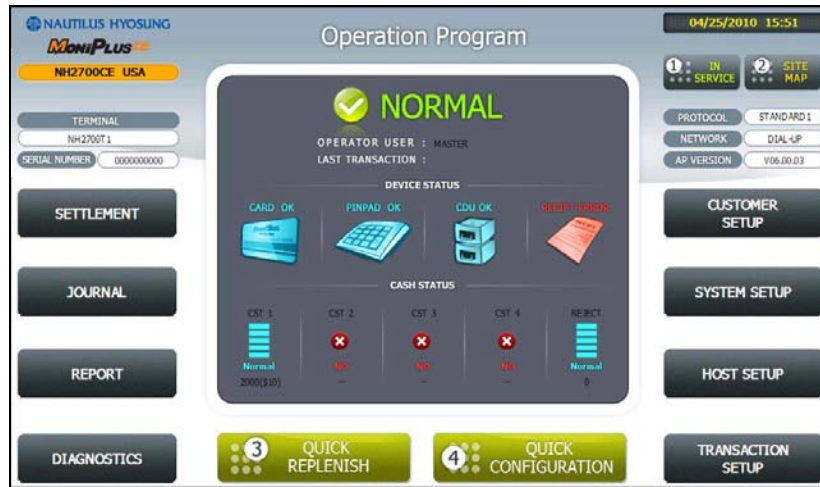 NAUTILUS HYOSUNG
MoniPlus CE
NH2700CE USA
Operation Program
04/25/2010 15:51
1 IN SERVICE
2 SITE MAP
TERMINAL
NH2700T1
SERIAL NUMBER 0000000000
PROTOCOL STANDARD1
NETWORK DIAL-UP
AP VERSION V06.00.03
NORMAL
OPERATOR USER : MASTER
LAST TRANSACTION :
DEVICE STATUS
CARD OK
PINPAD OK
CDU OK
RECEIPT ERROR
CASH STATUS
CST 1
CST 2
CST 3
CST 4
REJECT
Normal
NO
NO
NO
Normal
2000($10)
--
--
--
0
SETTLEMENT
JOURNAL
REPORT
DIAGNOSTICS
CUSTOMER
SETUP
SYSTEM SETUP
HOST SETUP
TRANSACTION
SETUP
3 QUICK
REPLENISH
4 QUICK
CONFIGURATION